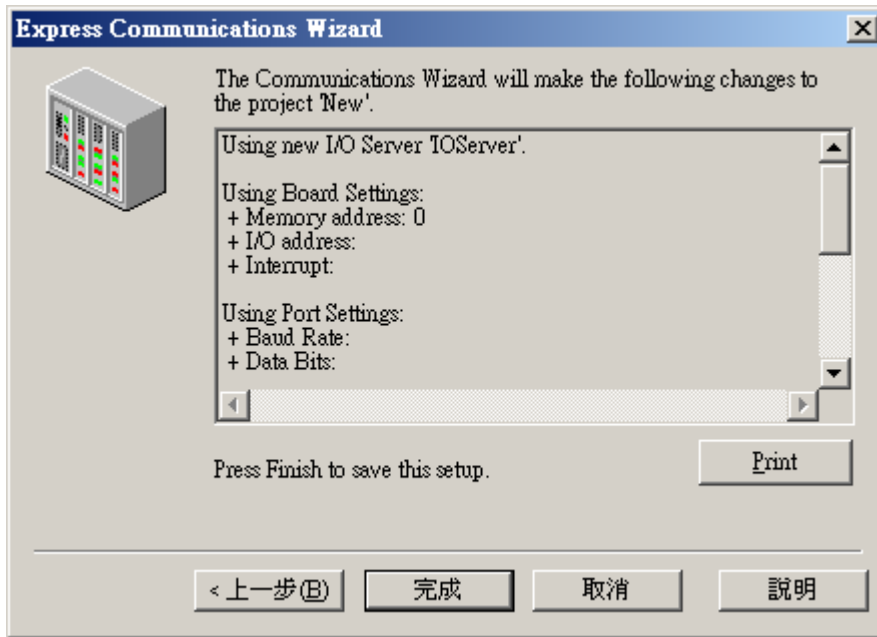 Express Communications Wizard
The Communications Wizard will make the following changes to
the project 'New'.
Using new I/O Server 'IOServer'.
Using Board Settings:
+ Memory address: 0
+ I/O address:
+ Interrupt:
Using Port Settings:
+ Baud Rate:
+ Data Bits:
Press Finish to save this setup.
Print
< 上一步(B)
完成
取消
說明